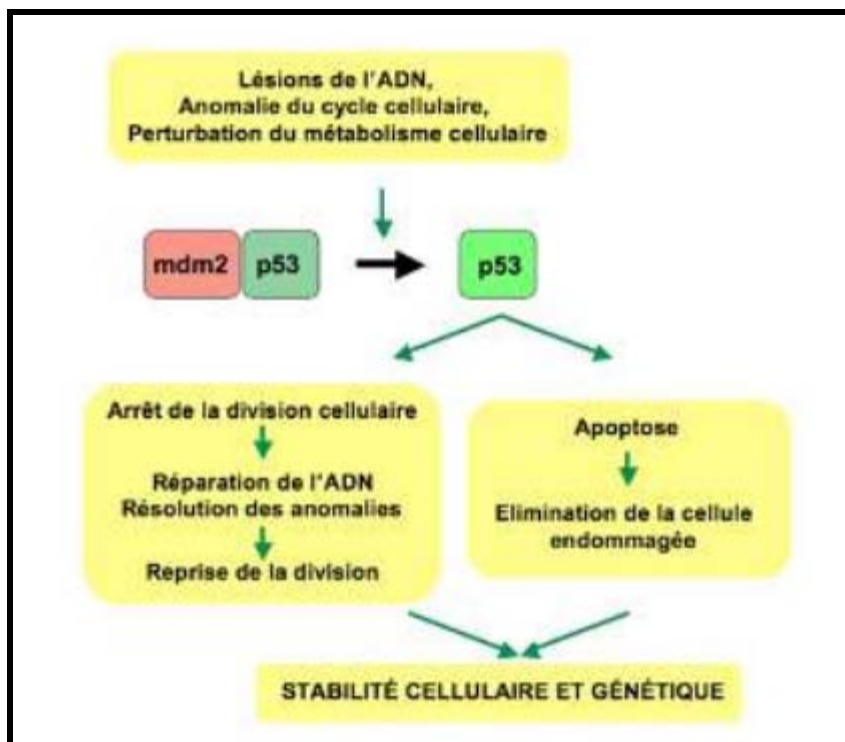 Lésions de l'ADN,
Anomalie du cycle cellulaire,
Perturbation du métabolisme cellulaire
mdm2 p53 p53
Arrêt de la division cellulaire
Réparation de l'ADN
Résolution des anomalies
Reprise de la division
Apoptose
Elimination de la cellule
endommagée
STABILITÉ CELLULAIRE ET GÉNÉTIQUE